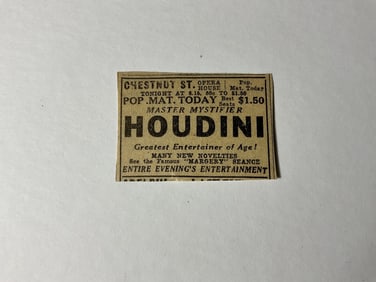 CHESTNUT ST. OPERA HOUSE Pop. Mat. Today
TONIGHT AT 8.15, 50c TO $1.50
POP. MAT. TODAY Best Seats $1.50
MASTER MYSTIFIER
HOUDINI
Greatest Entertainer of Age!
MANY NEW NOVELTIES
See the Famous "MARGERY" SEANCE
ENTIRE EVENING'S ENTERTAINMENT